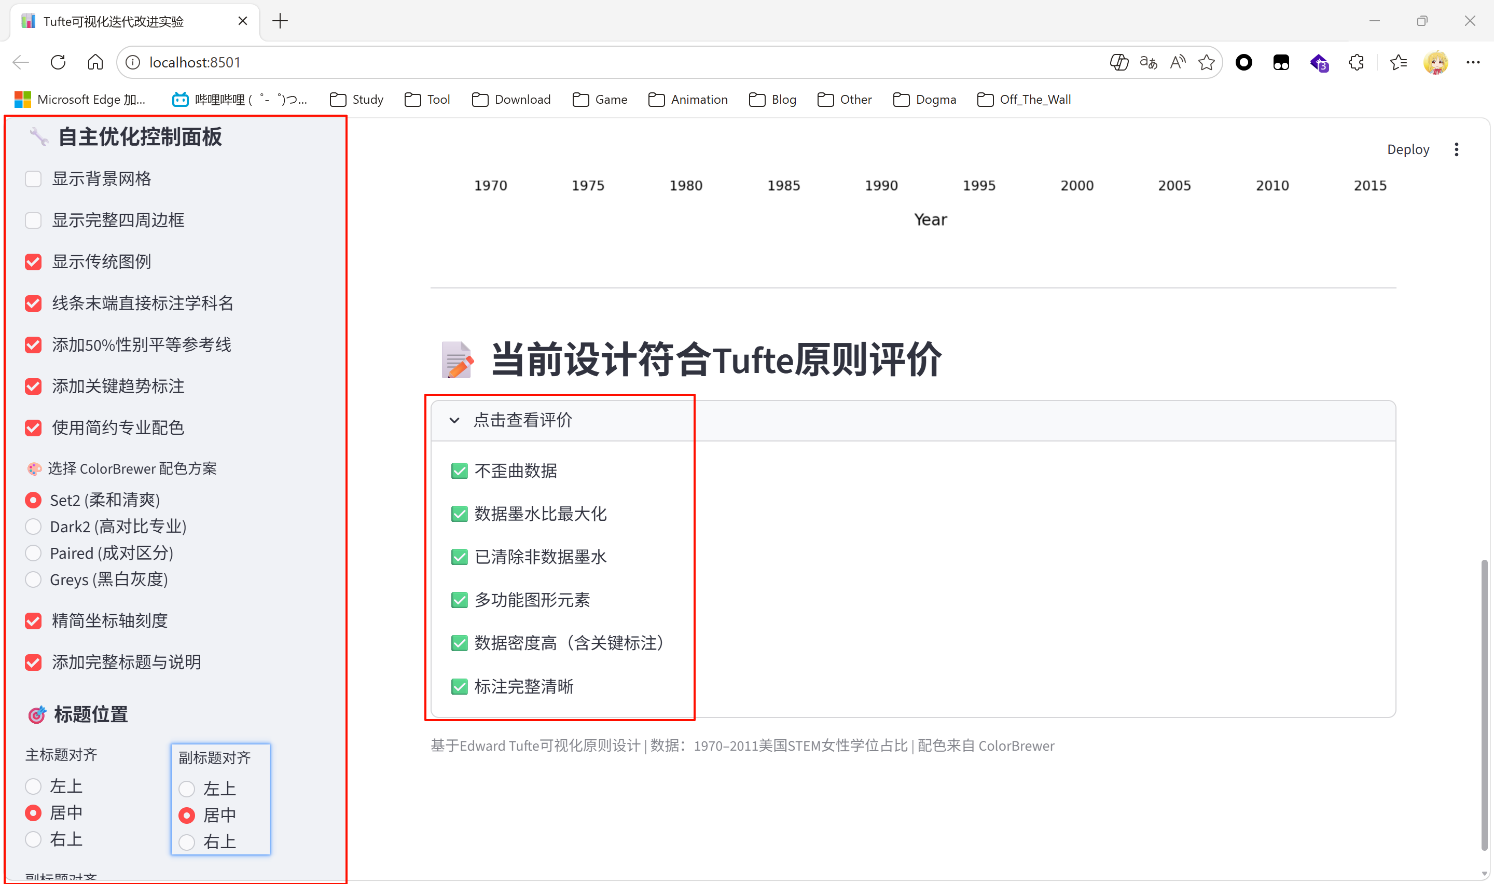 Tufte可视化迭代改进实验
localhost:8501
Microsoft Edge 加...
哔哩哔哩 (゜-゜)つ...
Study
Tool
Download
Game
Animation
Blog
Other
Dogma
Off_The_Wall
自主优化控制面板
显示背景网格
显示完整四周边框
显示传统图例
线条末端直接标注学科名
添加50%性别平等参考线
添加关键趋势标注
使用简约专业配色
选择 ColorBrewer 配色方案
Set2 (柔和清爽)
Dark2 (高对比专业)
Paired (成对区分)
Greys (黑白灰度)
精简坐标轴刻度
添加完整标题与说明
标题位置
主标题对齐
左上
居中
右上
副标题对齐
左上
居中
右上
副标题对齐
Deploy
1970 1975 1980 1985 1990 1995 2000 2005 2010 2015
Year
当前设计符合Tufte原则评价
点击查看评价
不歪曲数据
数据墨水比最大化
已清除非数据墨水
多功能图形元素
数据密度高（含关键标注）
标注完整清晰
基于Edward Tufte可视化原则设计 | 数据：1970–2011美国STEM女性学位占比 | 配色来自 ColorBrewer